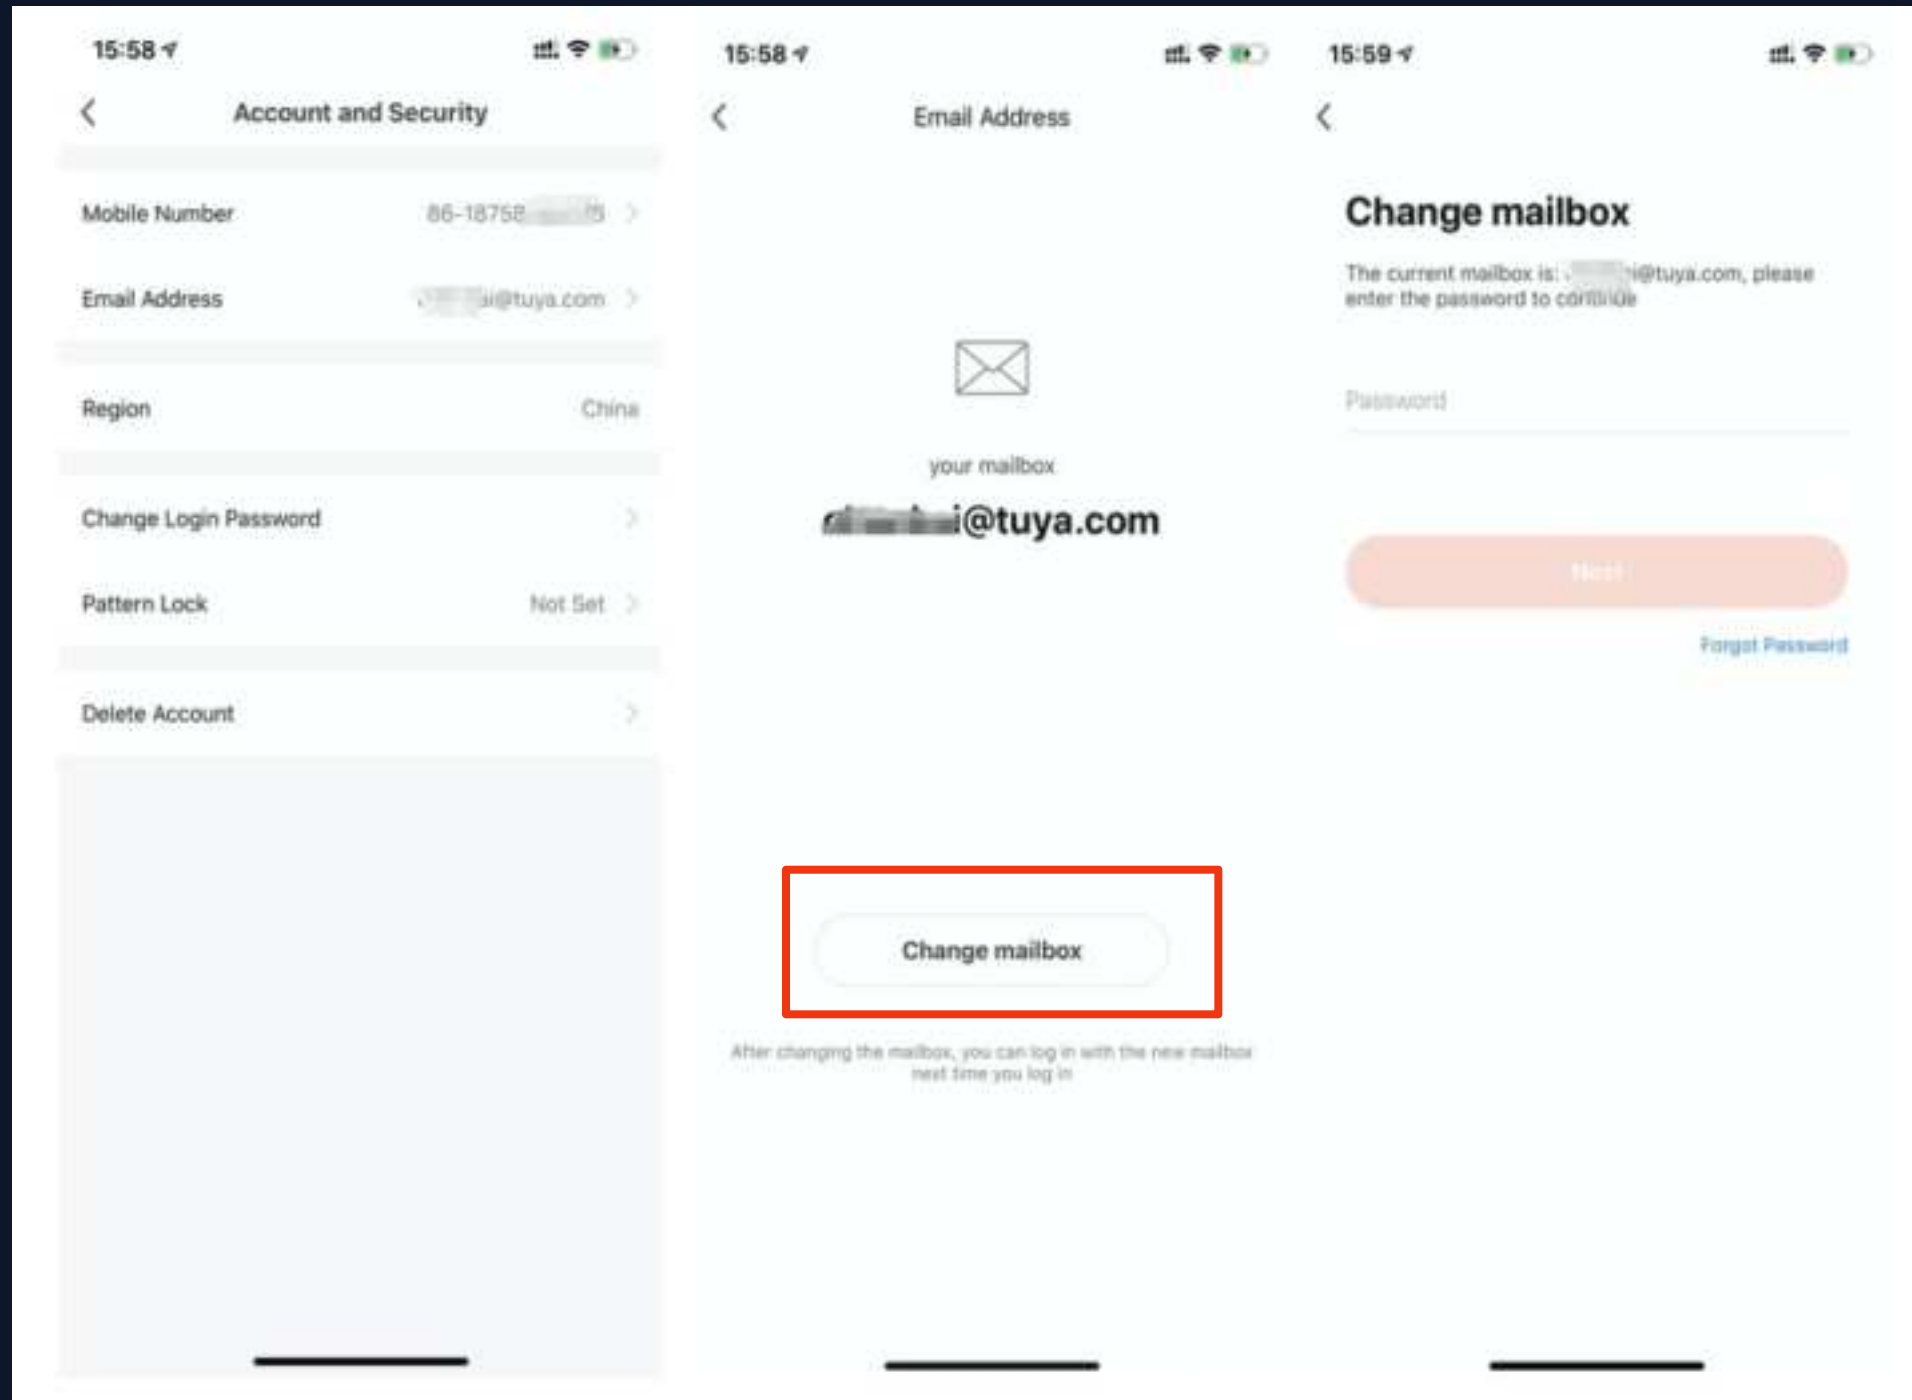 15:58
Account and Security
Mobile Number 86-18758
Email Address i@tuya.com
Region China
Change Login Password
Pattern Lock Not Set
Delete Account
15:58
Email Address
your mailbox
i@tuya.com
Change mailbox
After changing the mailbox, you can log in with the new mailbox
next time you log in
15:59
Change mailbox
The current mailbox is: i@tuya.com, please
enter the password to continue
Password
Next
Forgot Password